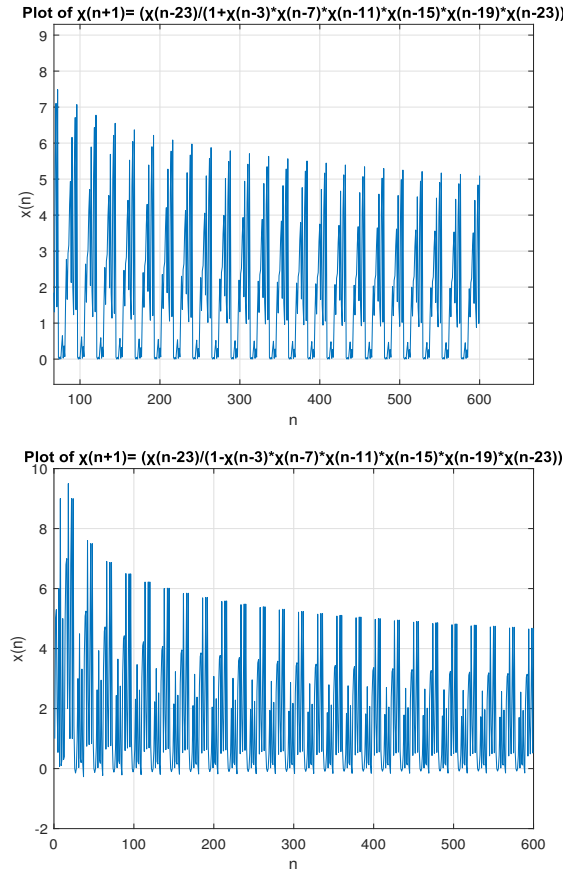 Plot of χ(n+1)= (χ(n-23)/(1+χ(n-3)*χ(n-7)*χ(n-11)*χ(n-15)*χ(n-19)*χ(n-23))
9
8
7
6
5
4
3
2
1
0
x(n)
100 200 300 400 500 600
n
Plot of χ(n+1)= (χ(n-23)/(1-χ(n-3)*χ(n-7)*χ(n-11)*χ(n-15)*χ(n-19)*χ(n-23))
10
8
6
4
2
0
-2
x(n)
0 100 200 300 400 500 600
n